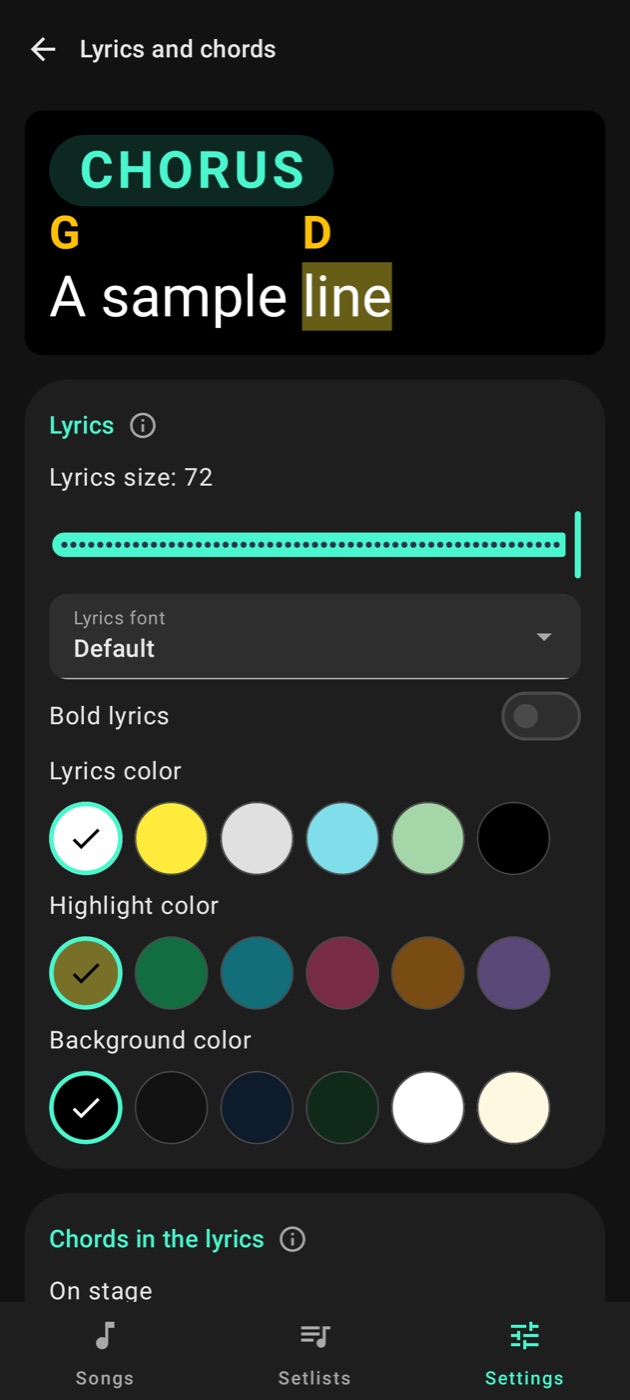 Lyrics and chords
CHORUS
G D
A sample line
Lyrics
Lyrics size: 72
Lyrics font
Default
Bold lyrics
Lyrics color
Highlight color
Background color
Chords in the lyrics
On stage
Songs Setlists Settings